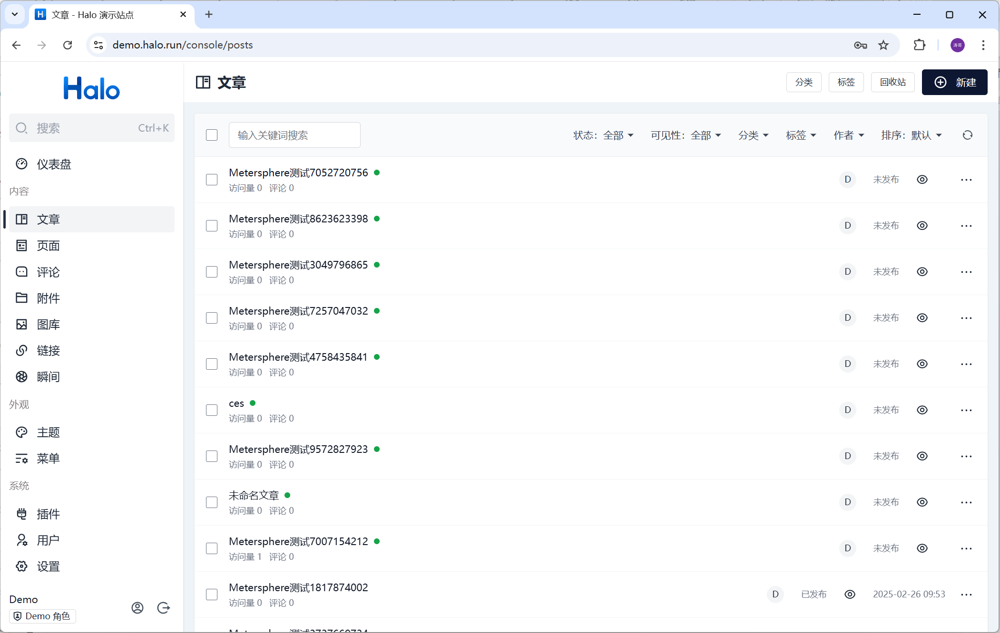 文章 - Halo 演示站点
demo.halo.run/console/posts
涛哥
Halo
搜索 Ctrl+K
仪表盘
内容
文章
页面
评论
附件
图库
链接
瞬间
外观
主题
菜单
系统
插件
用户
设置
Demo
Demo 角色
文章
分类 标签 回收站 新建
输入关键词搜索 状态：全部 可见性：全部 分类 标签 作者 排序：默认
Metersphere测试7052720756
访问量 0 评论 0
D 未发布
Metersphere测试8623623398
访问量 0 评论 0
D 未发布
Metersphere测试3049796865
访问量 0 评论 0
D 未发布
Metersphere测试7257047032
访问量 0 评论 0
D 未发布
Metersphere测试4758435841
访问量 0 评论 0
D 未发布
ces
访问量 0 评论 0
D 未发布
Metersphere测试9572827923
访问量 0 评论 0
D 未发布
未命名文章
访问量 0 评论 0
D 未发布
Metersphere测试7007154212
访问量 1 评论 0
D 未发布
Metersphere测试1817874002
访问量 0 评论 0
D 已发布 2025-02-26 09:53